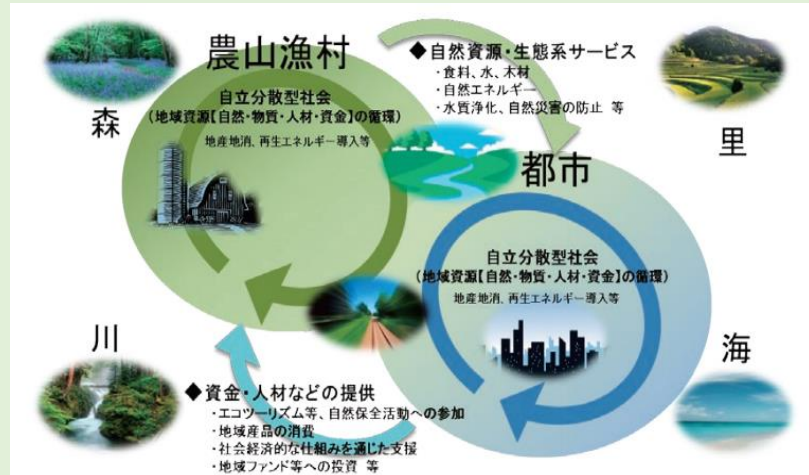 農山漁村
◆自然資源・生態系サービス
・食料、水、木材
・自然エネルギー
・水質浄化、自然災害の防止 等
森
里
自立分散型社会
（地域資源【自然・物質・人材・資金】の循環）
地産地消、再生エネルギー導入等
都市
自立分散型社会
（地域資源【自然・物質・人材・資金】の循環）
地産地消、再生エネルギー導入等
川
海
◆資金・人材などの提供
・エコツーリズム等、自然保全活動への参加
・地域産品の消費
・社会経済的な仕組みを通じた支援
・地域ファンド等への投資 等